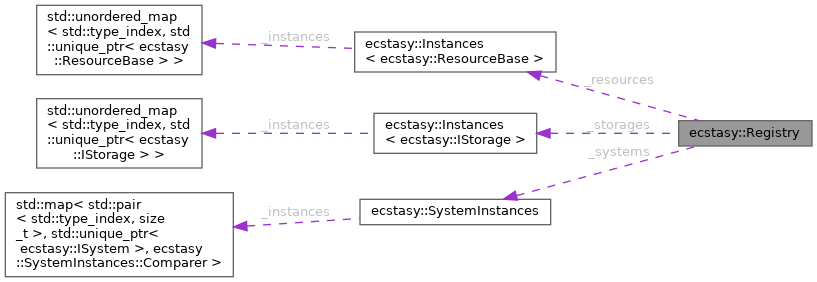 std::unordered_map
< std::type_index, std
::unique_ptr< ecstasy
::ResourceBase > >
_instances
ecstasy::Instances
< ecstasy::ResourceBase >
_resources
std::unordered_map
< std::type_index, std
::unique_ptr< ecstasy
::IStorage > >
_instances
ecstasy::Instances
< ecstasy::IStorage >
_storages
ecstasy::Registry
_systems
std::map< std::pair
< std::type_index, size
_t >, std::unique_ptr<
ecstasy::ISystem >, ecstasy
::SystemInstances::Comparer >
_instances
ecstasy::SystemInstances